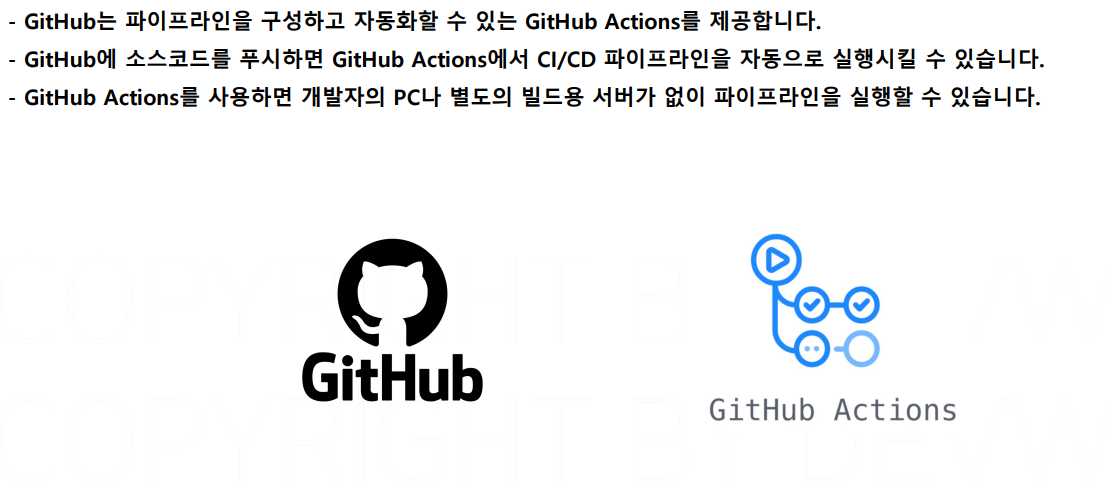 - GitHub는 파이프라인을 구성하고 자동화할 수 있는 GitHub Actions를 제공합니다.
- GitHub에 소스코드를 푸시하면 GitHub Actions에서 CI/CD 파이프라인을 자동으로 실행시킬 수 있습니다.
- GitHub Actions를 사용하면 개발자의 PC나 별도의 빌드용 서버가 없이 파이프라인을 실행할 수 있습니다.
GitHub
GitHub Actions
COPYRIGHT BY
COPYRIGHT BY